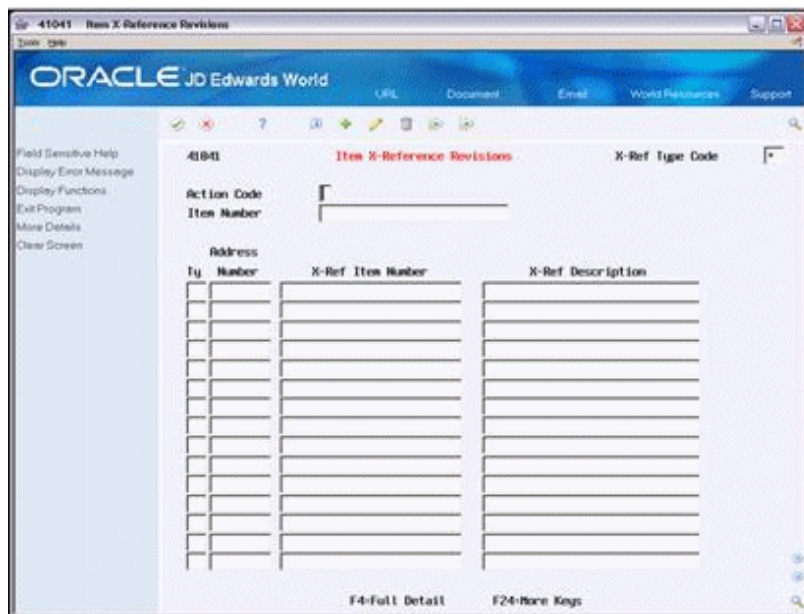 41041 Item X-Reference Revisions
Tools Help
ORACLE JD Edwards World
URL Document Email World Resources Support
Field Sensitive Help
Display Error Message
Display Functions
Exit Program
More Details
Clear Screen
41041 Item X-Reference Revisions X-Ref Type Code *
Action Code
Item Number
Address
Ty Number X-Ref Item Number X-Ref Description
F4=Full Detail F24=More Keys